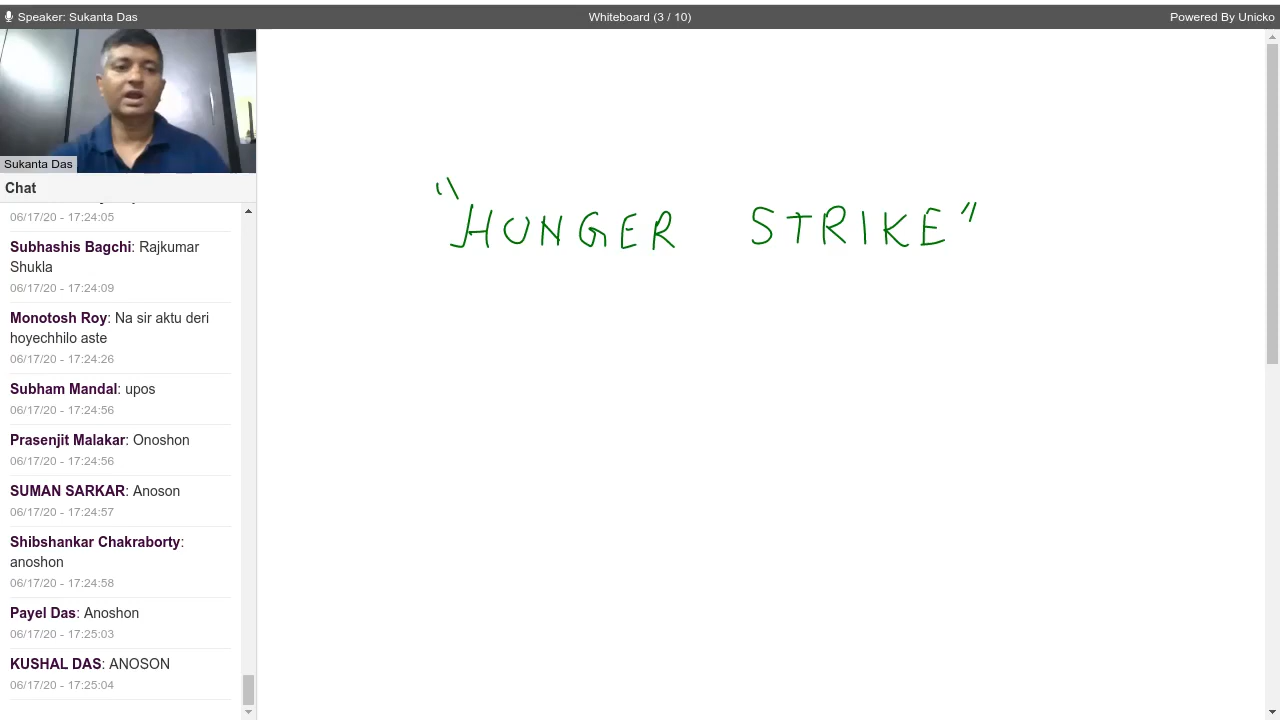 Speaker: Sukanta Das
Whiteboard (3 / 10)
Powered By Unicko
Sukanta Das
Chat
06/17/20 - 17:24:05
Subhashis Bagchi: Rajkumar
Shukla
06/17/20 - 17:24:09
Monotosh Roy: Na sir aktu deri
hoyechhilo aste
06/17/20 - 17:24:26
Subham Mandal: upos
06/17/20 - 17:24:56
Prasenjit Malakar: Onoshon
06/17/20 - 17:24:56
SUMAN SARKAR: Anoson
06/17/20 - 17:24:57
Shibshankar Chakraborty:
anoshon
06/17/20 - 17:24:58
Payel Das: Anoshon
06/17/20 - 17:25:03
KUSHAL DAS: ANOSON
06/17/20 - 17:25:04
"HUNGER STRIKE"